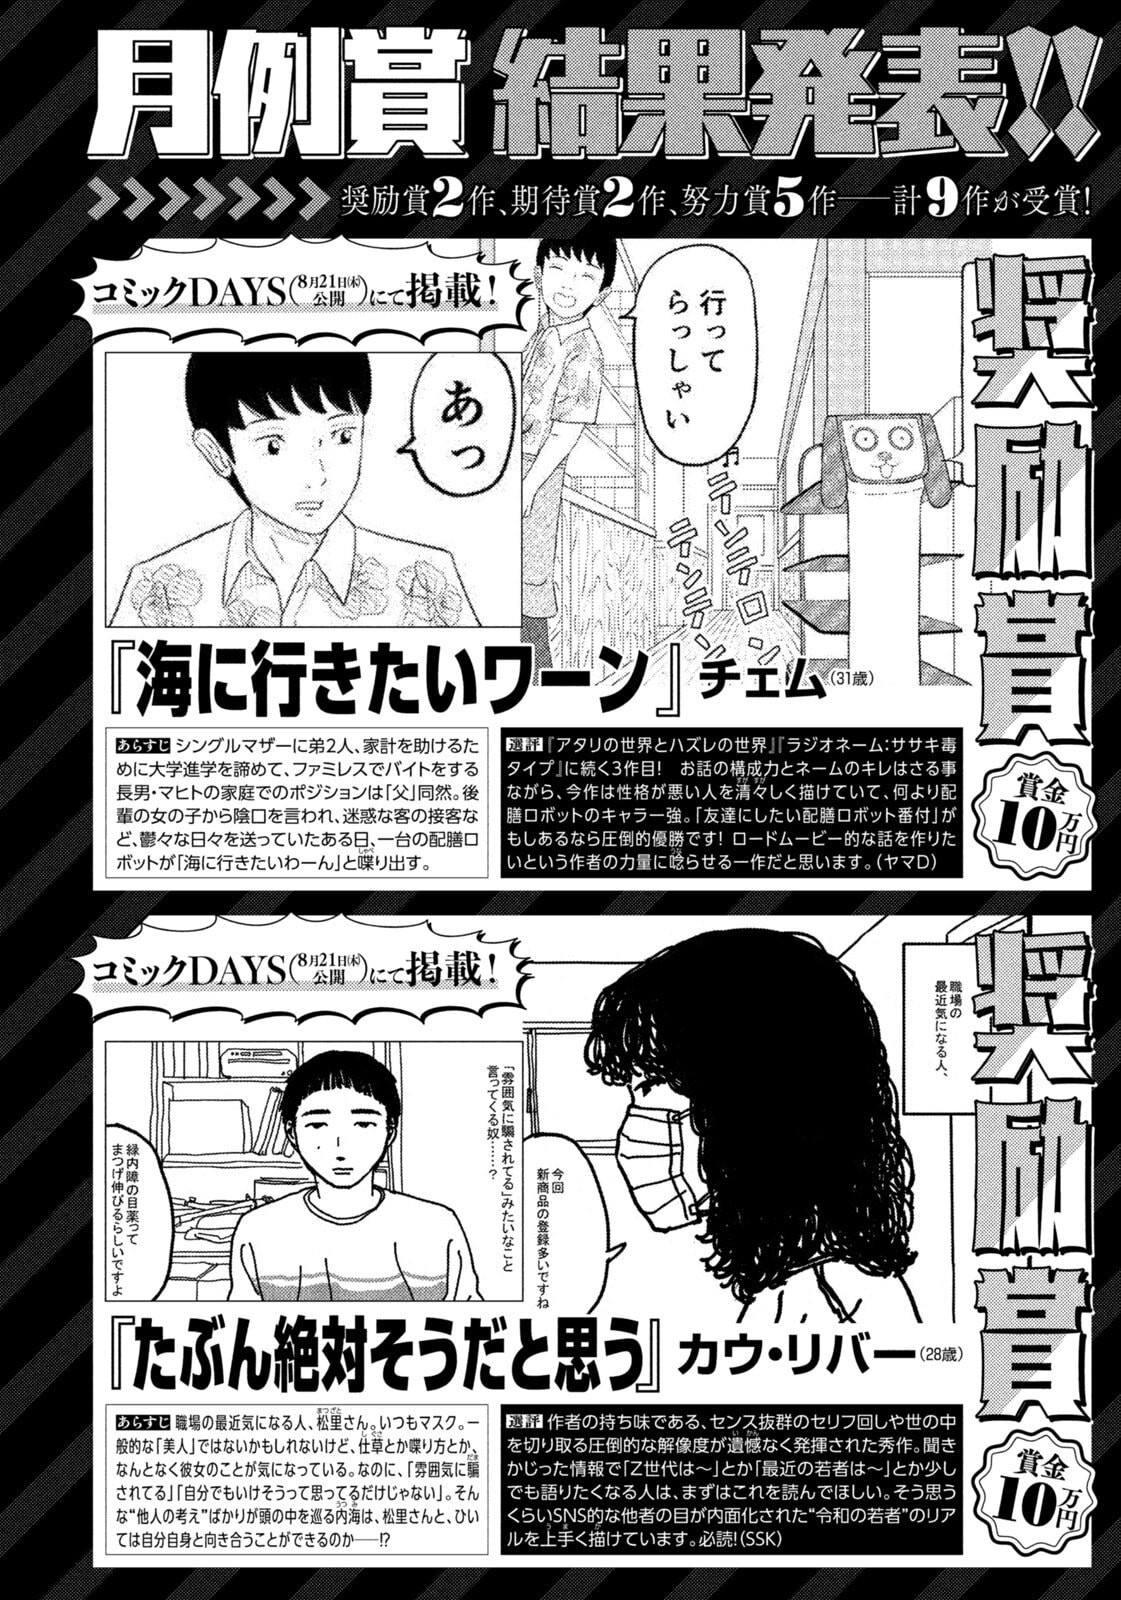 月例賞 結果発表!!
奨励賞2作、期待賞2作、努力賞5作――計9作が受賞!
コミックDAYS(8月21日(木)公開)にて掲載!
行って
らっしゃい
あっ
♬テンテロン
テンテンテン
奨励賞
賞金
10万円
『海に行きたいワーン』チェム(31歳)
あらすじ シングルマザーに弟2人、家計を助けるた
めに大学進学を諦めて、ファミレスでバイトをする
長男・マヒトの家庭でのポジションは「父」同然。後
輩の女の子から陰口を言われ、迷惑な客の接客な
ど、鬱々な日々を送っていたある日、一台の配膳ロ
ボットが「海に行きたいわーん」と喋り出す。
選評 『アタリの世界とハズレの世界』『ラジオネーム:ササキ毒
タイプ』に続く3作目! お話の構成力とネームのキレはさる事
ながら、今作は性格が悪い人を清々しく描けていて、何より配
膳ロボットのキャラー強。「友達にしたい配膳ロボット番付」が
もしあるなら圧倒的優勝です! ロードムービー的な話を作りた
いという作者の力量に唸らせる一作だと思います。(ヤマD)
コミックDAYS(8月21日(木)公開)にて掲載!
職場の
最近気になる人、
今回
新商品の登録多いですね
「雰囲気に騙されてる」みたいなこと
言ってくる奴……?
緑内障の目薬って
まつげ伸びるらしいですよ
奨励賞
賞金
10万円
『たぶん絶対そうだと思う』カウ・リバー(28歳)
あらすじ 職場の最近気になる人、松里さん。いつもマスク。一
般的な「美人」ではないかもしれないけど、仕草とか喋り方とか、
なんとなく彼女のことが気になっている。なのに、「雰囲気に騙
されてる」「自分でもいけそうって思ってるだけじゃない」。そん
な“他人の考え”ばかりが頭の中を巡る内海は、松里さんと、ひい
ては自分自身と向き合うことができるのか――!?
選評 作者の持ち味である、センス抜群のセリフ回しや世の中
を切り取る圧倒的な解像度が遺憾なく発揮された秀作。聞き
かじった情報で「Z世代は〜」とか「最近の若者は〜」とか少し
でも語りたくなる人は、まずはこれを読んでほしい。そう思う
くらいSNS的な他者の目が内面化された“令和の若者”のリア
ルを上手く描けています。必読!(SSK)